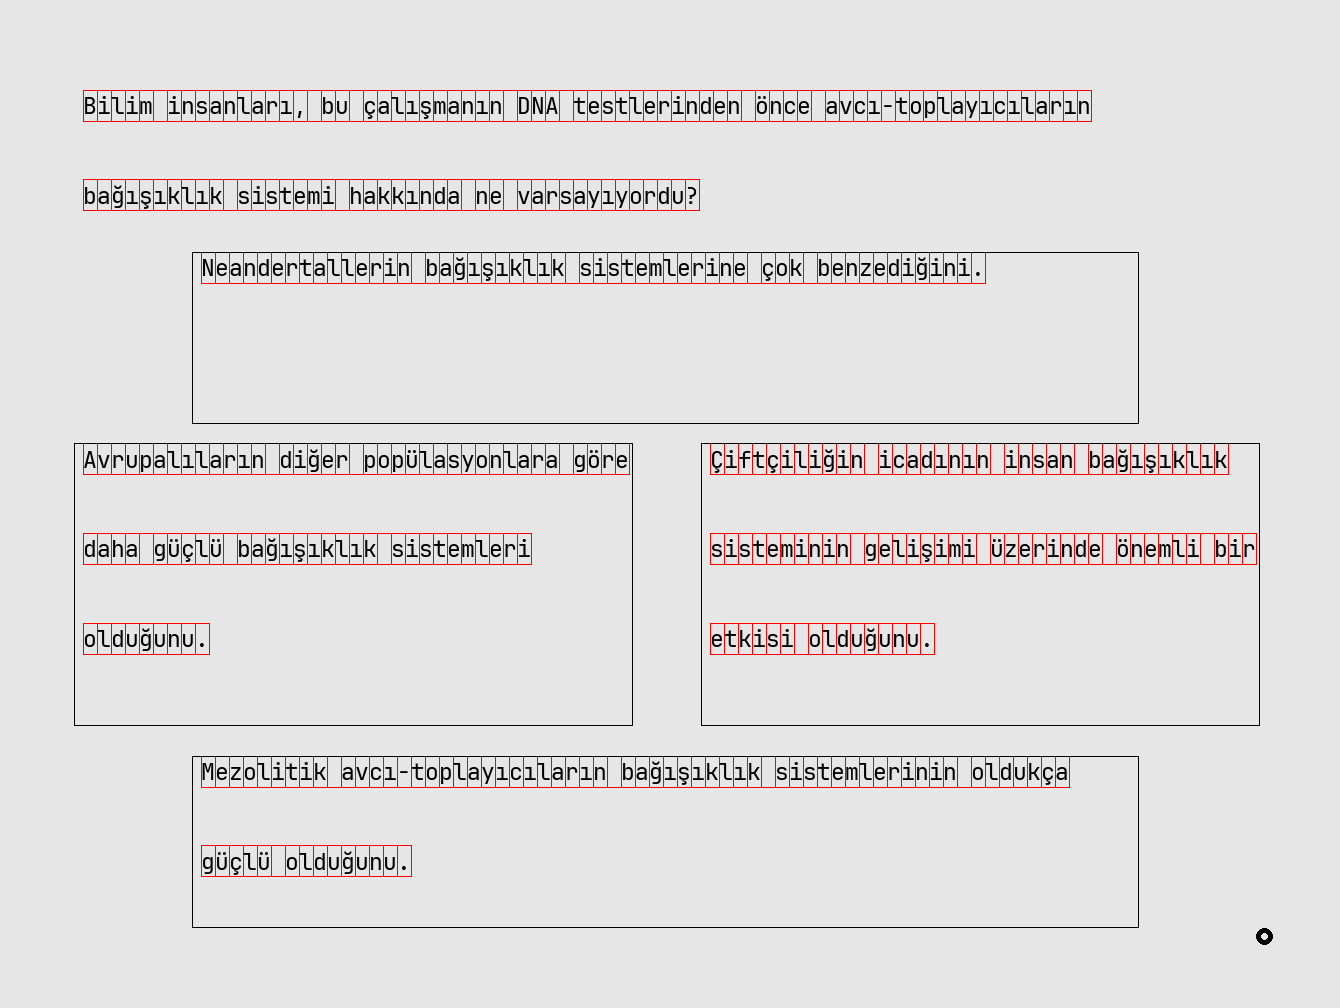 Bilim insanları, bu çalışmanın DNA testlerinden önce avcı-toplayıcıların
bağışıklık sistemi hakkında ne varsayıyordu?
Neandertallerin bağışıklık sistemlerine çok benzediğini.
Avrupalıların diğer popÜlasyonlara göre
daha gÜçlÜ bağışıklık sistemleri
olduğunu.
Çiftçiliğin icadının insan bağışıklık
sisteminin gelişimi üzerinde önemli bir
etkisi olduğunu.
Mezolitik avcı-toplayıcıların bağışıklık sistemlerinin oldukça
güçlü olduğunu.